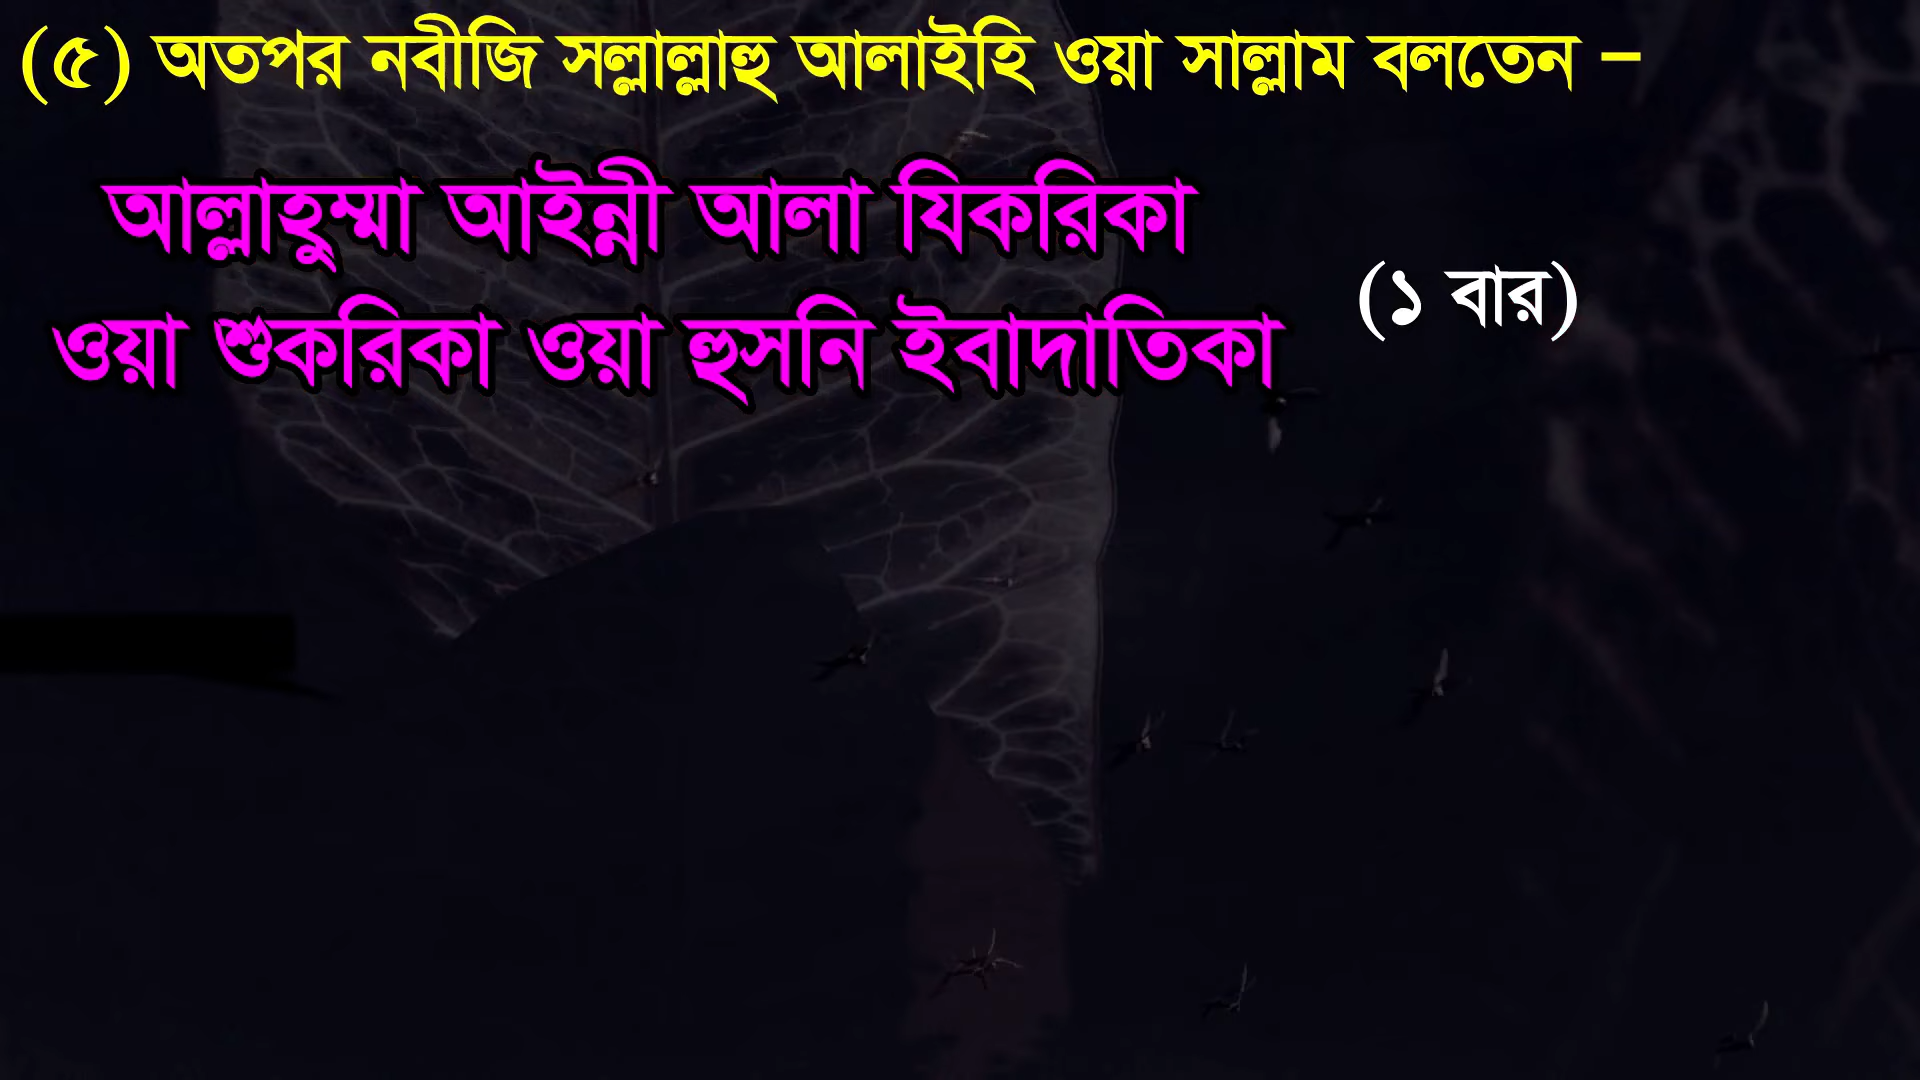 (৫) অতপর নবীজি সল্লাল্লাহু আলাইহি ওয়া সাল্লাম বলতেন –
আল্লাহুম্মা আইন্নী আলা যিকরিকা
ওয়া শুকরিকা ওয়া হুসনি ইবাদাতিকা
(১ বার)